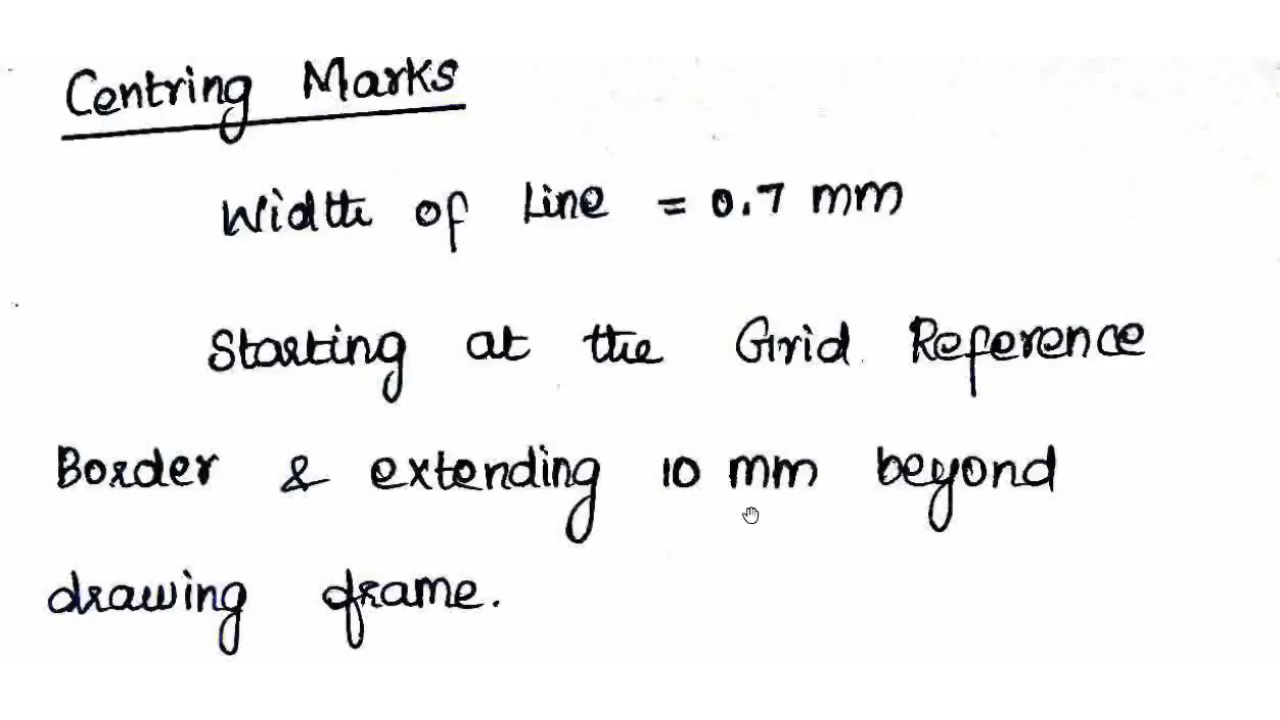 Centring Marks
Width of Line = 0.7 mm
Starting at the Grid Reference
Border & extending 10 mm beyond
drawing frame.